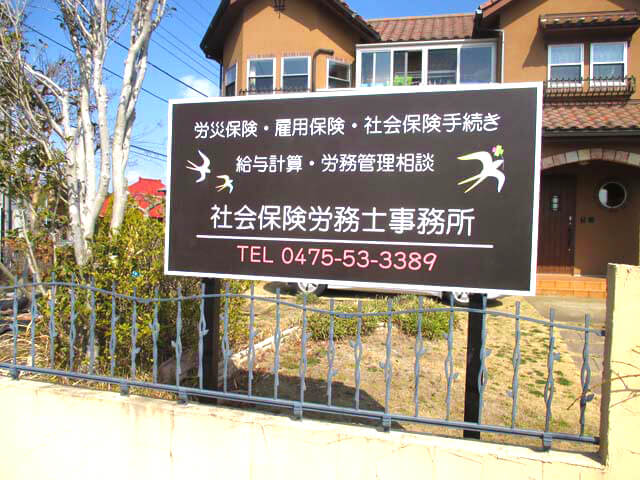 労災保険・雇用保険・社会保険手続き
給与計算・労務管理相談
社会保険労務士事務所
TEL 0475-53-3389